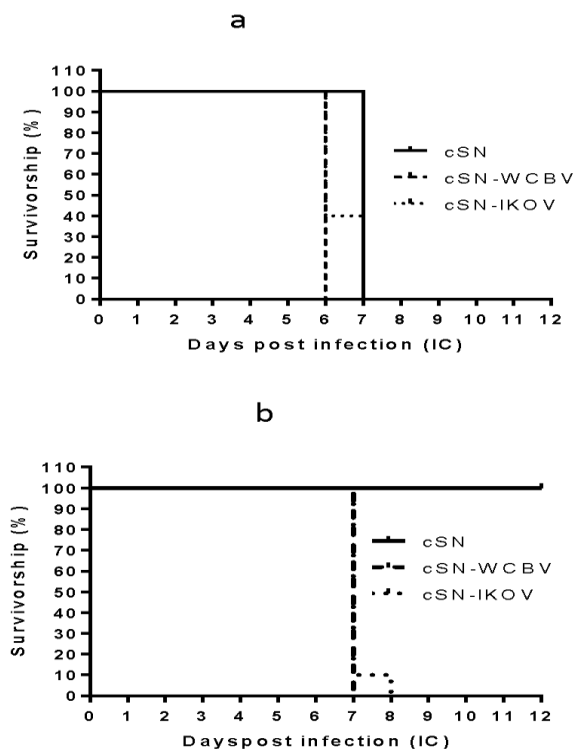 a
110
100
90
80
70
60
50
40
30
20
10
0
Survivorship (%)
cSN
cSN-WCBV
cSN-IKOV
0 1 2 3 4 5 6 7 8 9 10 11 12
Days post infection (IC)
b
110
100
90
80
70
60
50
40
30
20
10
0
Survivorship (%)
cSN
cSN-WCBV
cSN-IKOV
0 1 2 3 4 5 6 7 8 9 10 11 12
Dayspost infection (IC)